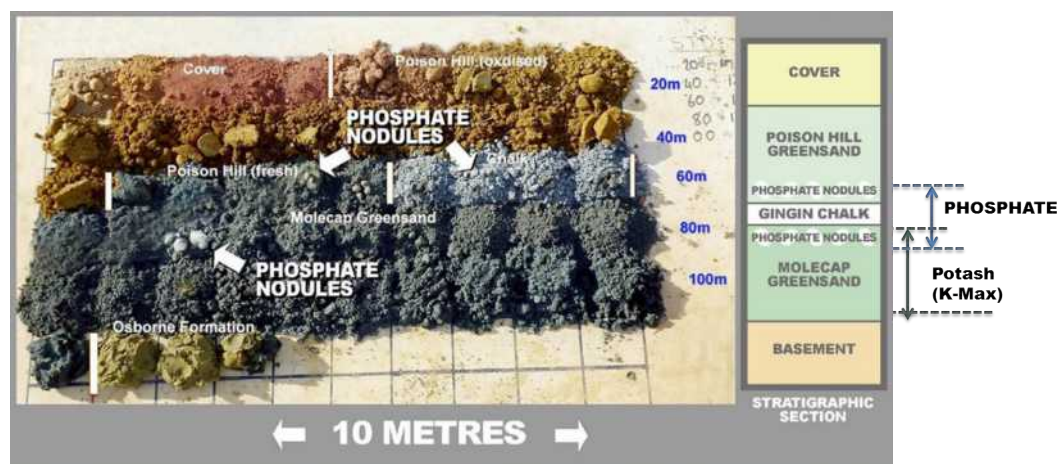 Cover
Poison Hill (oxdised)
20m
PHOSPHATE
NODULES
40m
Poison Hill (fresh)
Chalk
60m
Molecap Greensand
80m
PHOSPHATE
NODULES
100m
Osborne Formation
10 METRES
COVER
POISON HILL
GREENSAND
PHOSPHATE NODULES
GINGIN CHALK
PHOSPHATE NODULES
MOLECAP
GREENSAND
BASEMENT
STRATIGRAPHIC
SECTION
PHOSPHATE
Potash
(K-Max)